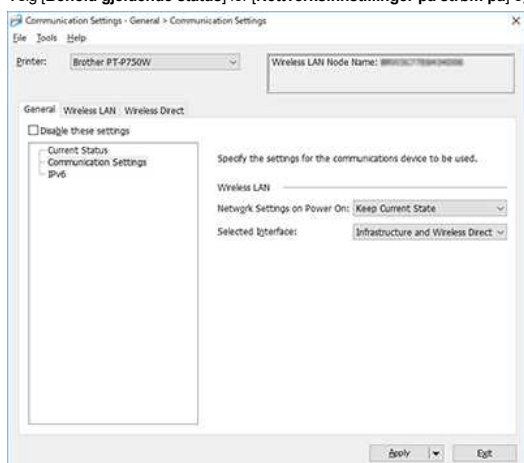 Communication Settings - General > Communication Settings
File Tools Help
Printer: Brother PT-P750W
Wireless LAN Node Name:
General Wireless LAN Wireless Direct
Disable these settings
Current Status
Communication Settings
IPv6
Specify the settings for the communications device to be used.
Wireless LAN
Network Settings on Power On: Keep Current State
Selected Interface: Infrastructure and Wireless Direct
Apply
Exit